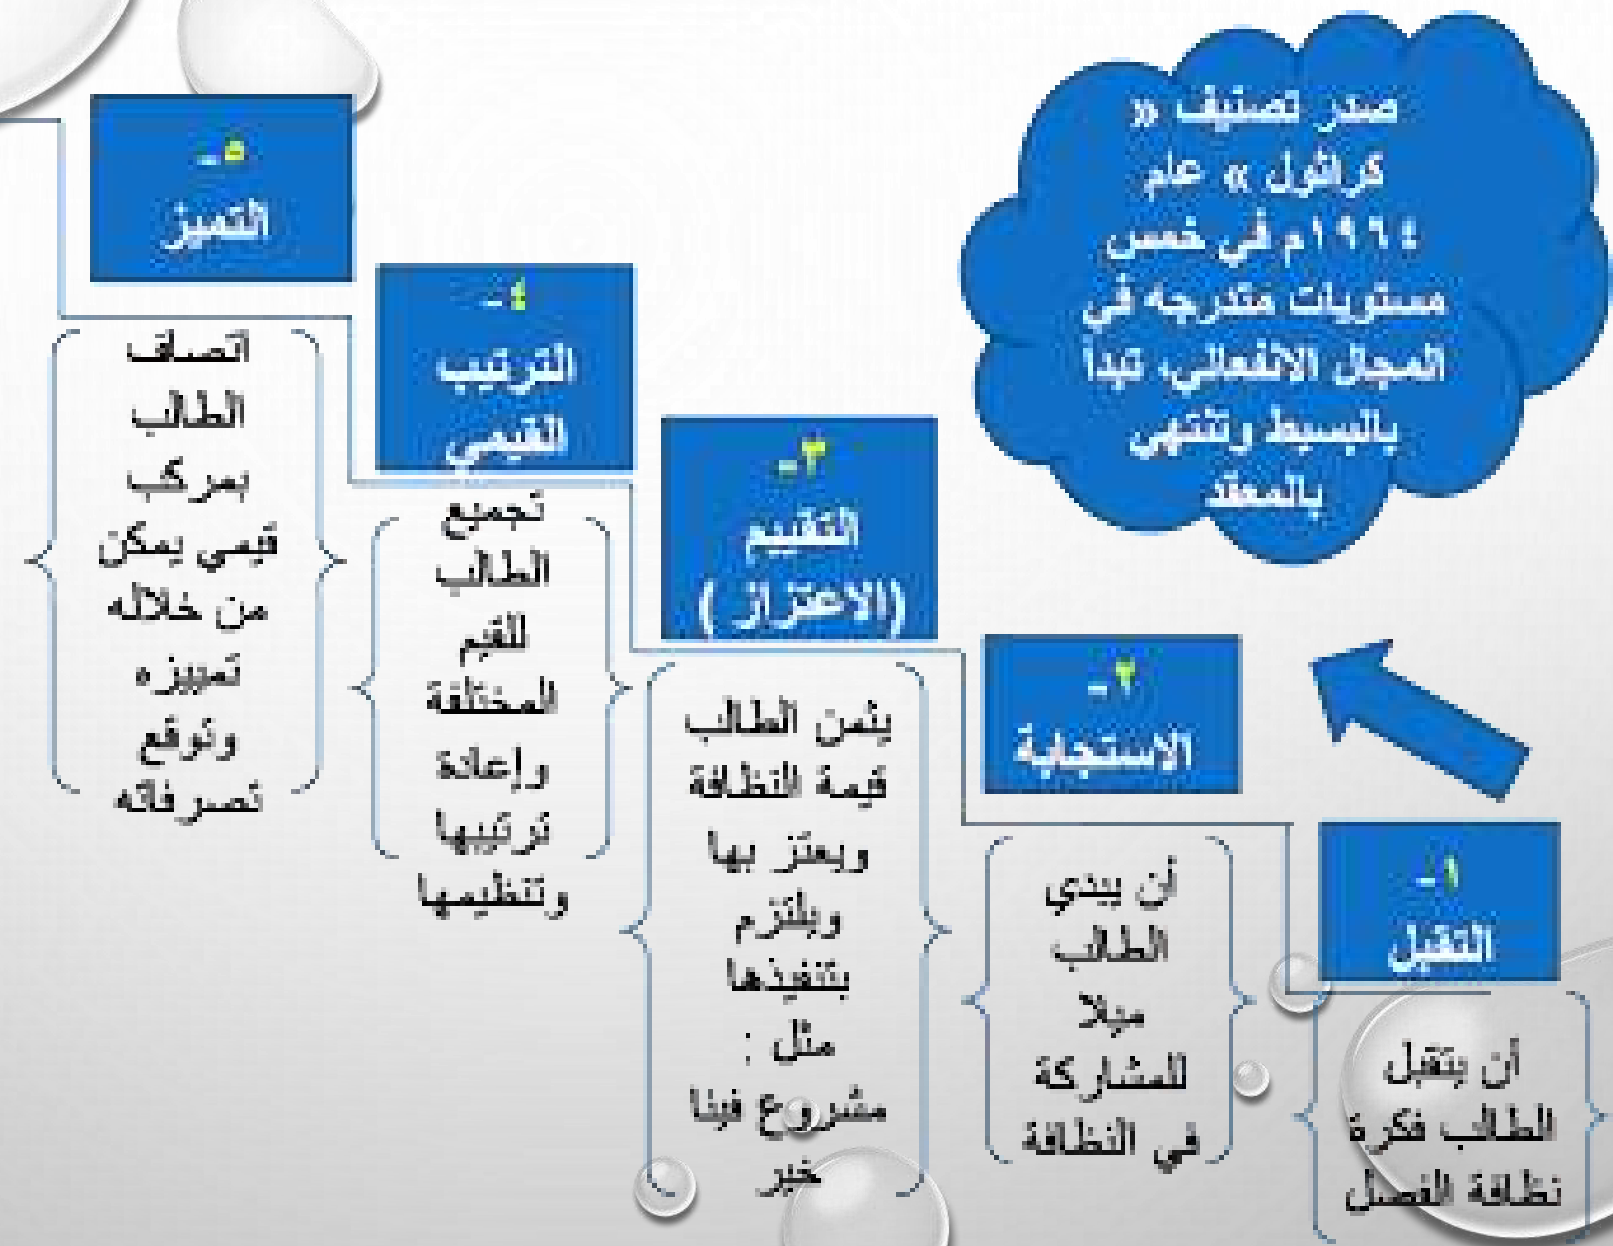 صدر تصنيف «
كراثول » عام
١٩٦٤م في خمس
مستويات متدرجه في
المجال الانفعالي، تبدأ
بالبسيط وتنتهي
بالمعقد
١-
التقبل
أن يتقبل
الطالب فكرة
نظافة الفصل
٢-
الاستجابة
أن يبدي
الطالب
ميلا
للمشاركة
في النظافة
٣-
التقييم
(الاعتزاز )
يثمن الطالب
قيمة النظافة
ويعتز بها
ويلتزم
بتنفيذها
مثل :
مشروع فينا
خير
٤-
الترتيب
القيمي
تجميع
الطالب
للقيم
المختلفة
وإعادة
ترتيبها
وتنظيمها
٥-
التميز
اتصاف
الطالب
بمركب
قيمي يمكن
من خلاله
تمييزه
وتوقع
تصرفاته